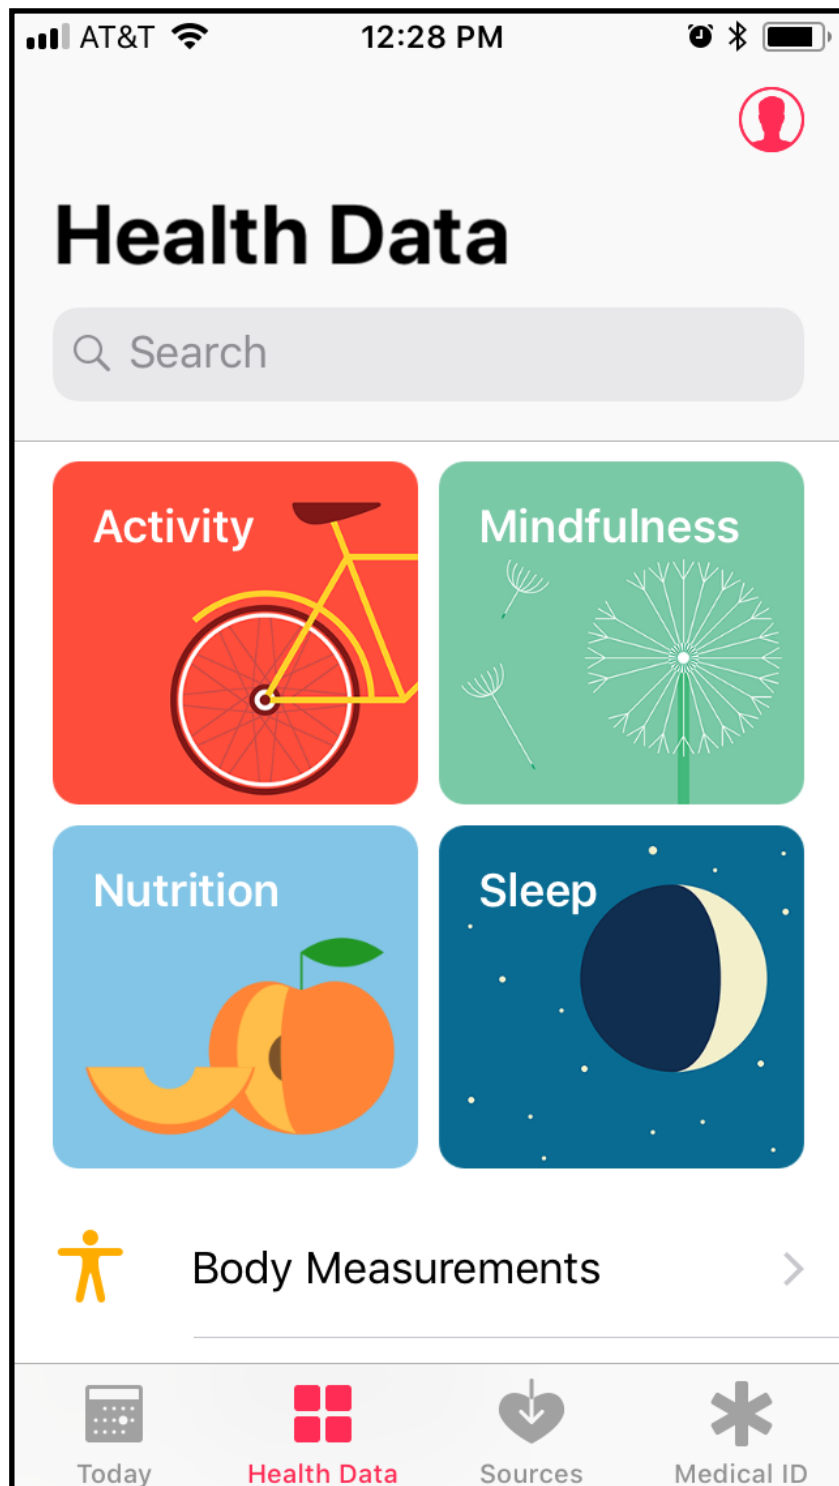 AT&T 12:28 PM
Health Data
Search
Activity Mindfulness
Nutrition Sleep
Body Measurements
Today Health Data Sources Medical ID